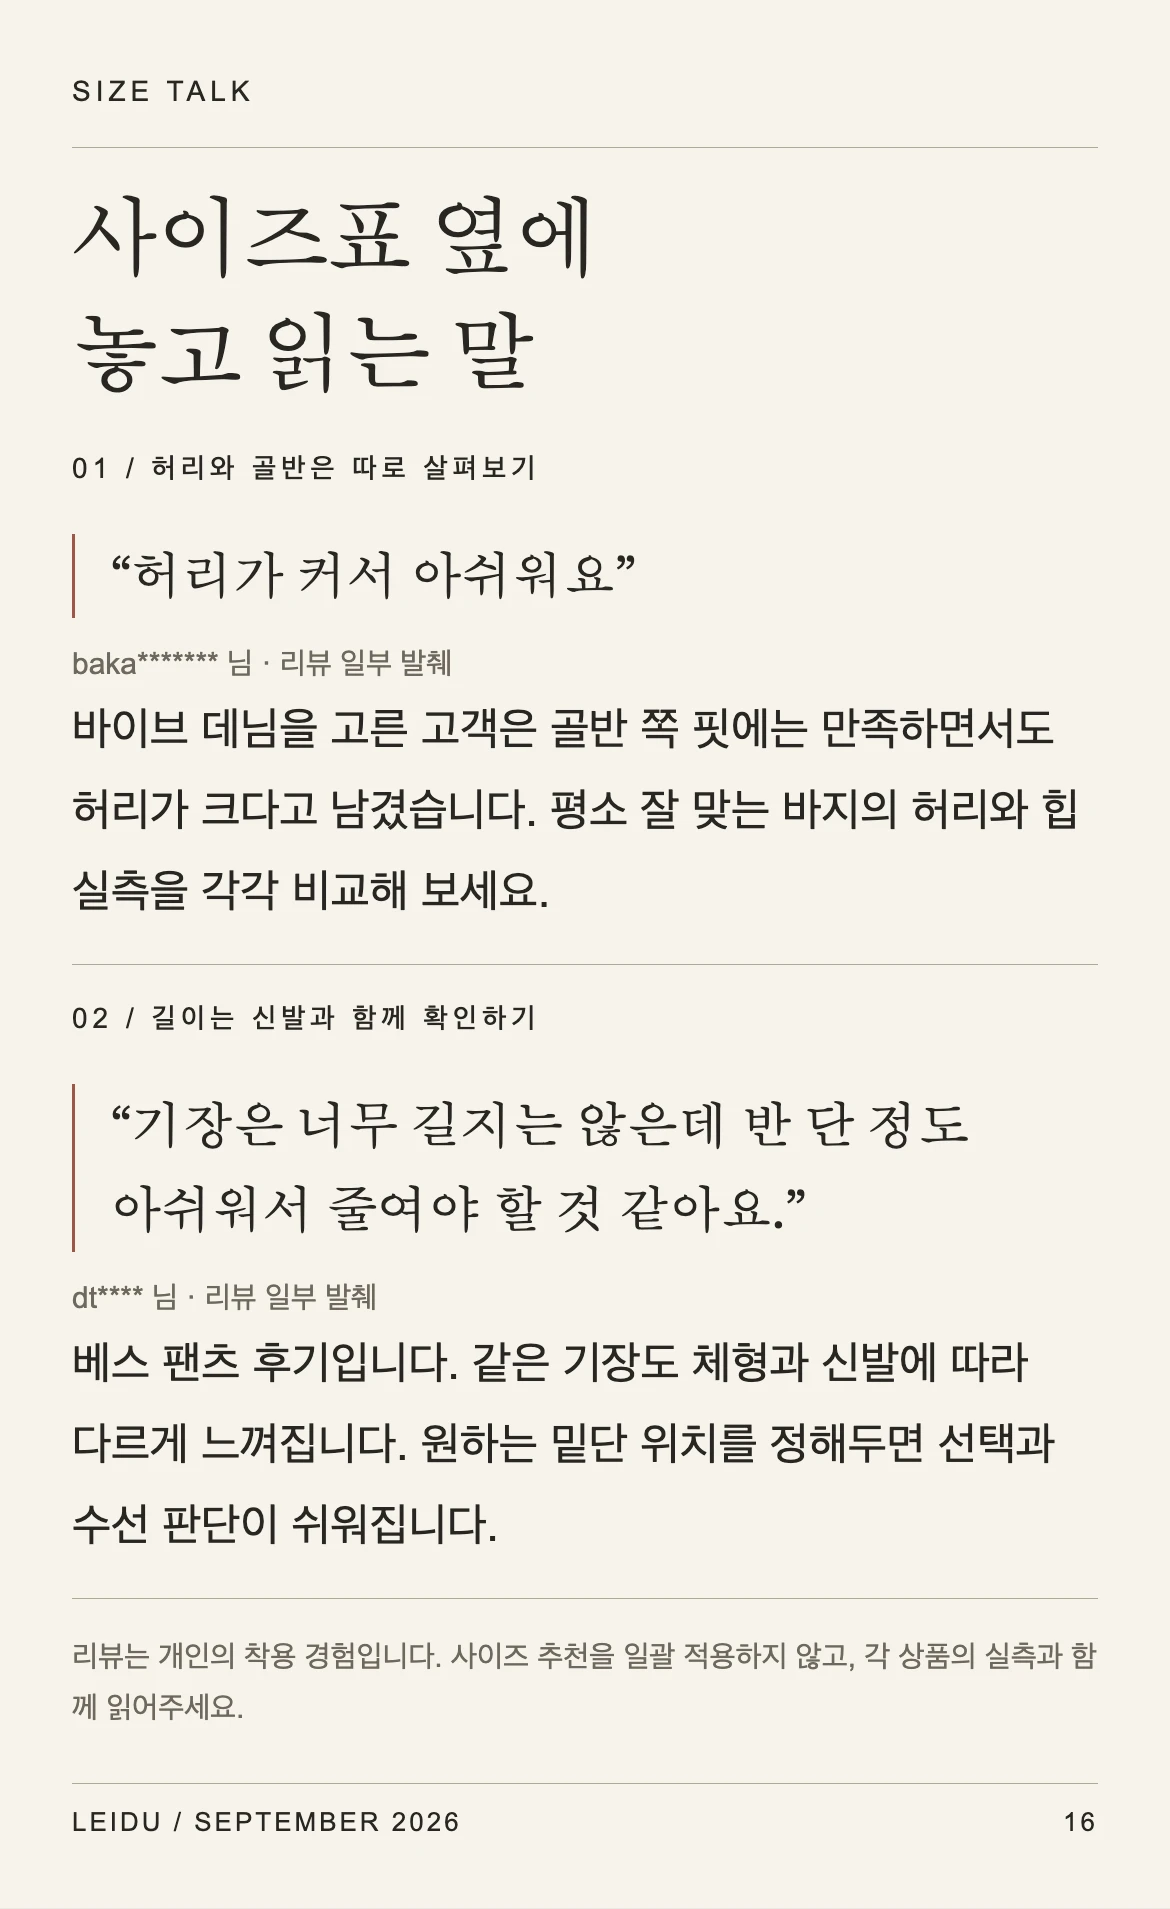 SIZE TALK
사이즈표 옆에
놓고 읽는 말
01 / 허리와 골반은 따로 살펴보기
“허리가 커서 아쉬워요”
baka******* 님 · 리뷰 일부 발췌
바이브 데님을 고른 고객은 골반 쪽 핏에는 만족하면서도
허리가 크다고 남겼습니다. 평소 잘 맞는 바지의 허리와 힙
실측을 각각 비교해 보세요.
02 / 길이는 신발과 함께 확인하기
“기장은 너무 길지는 않은데 반 단 정도
아쉬워서 줄여야 할 것 같아요.”
dt**** 님 · 리뷰 일부 발췌
베스 팬츠 후기입니다. 같은 기장도 체형과 신발에 따라
다르게 느껴집니다. 원하는 밑단 위치를 정해두면 선택과
수선 판단이 쉬워집니다.
리뷰는 개인의 착용 경험입니다. 사이즈 추천을 일괄 적용하지 않고, 각 상품의 실측과 함
께 읽어주세요.
LEIDU / SEPTEMBER 2026
16